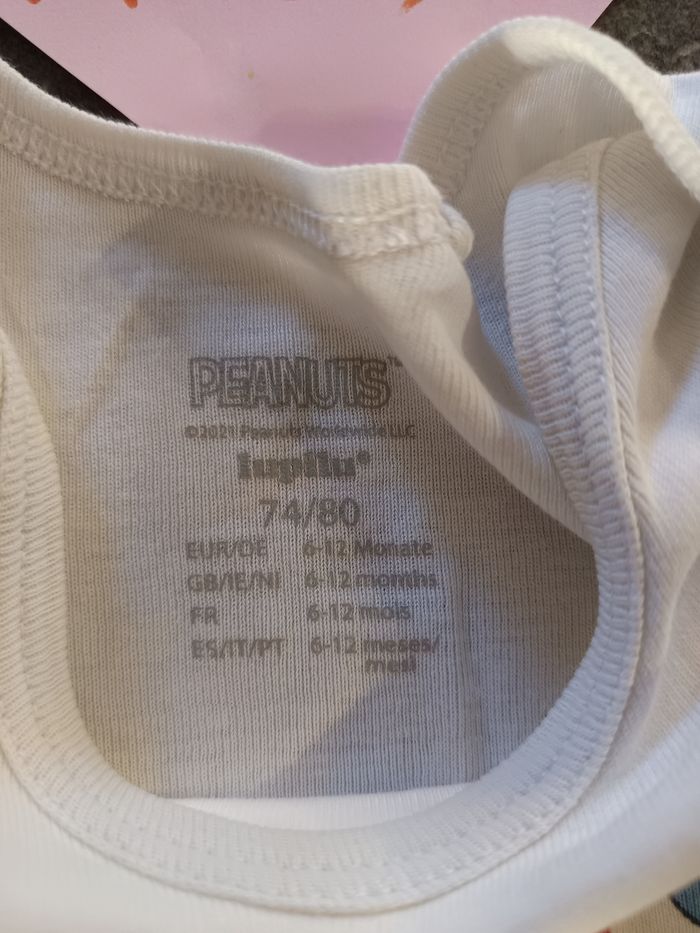 PEANUTS™
©2021 Peanuts Worldwide LLC
lupilu®
74/80
EUR/DE 6-12 Monate
GB/IE/NI 6-12 months
FR 6-12 mois
ES/IT/PT 6-12 meses/
mesi